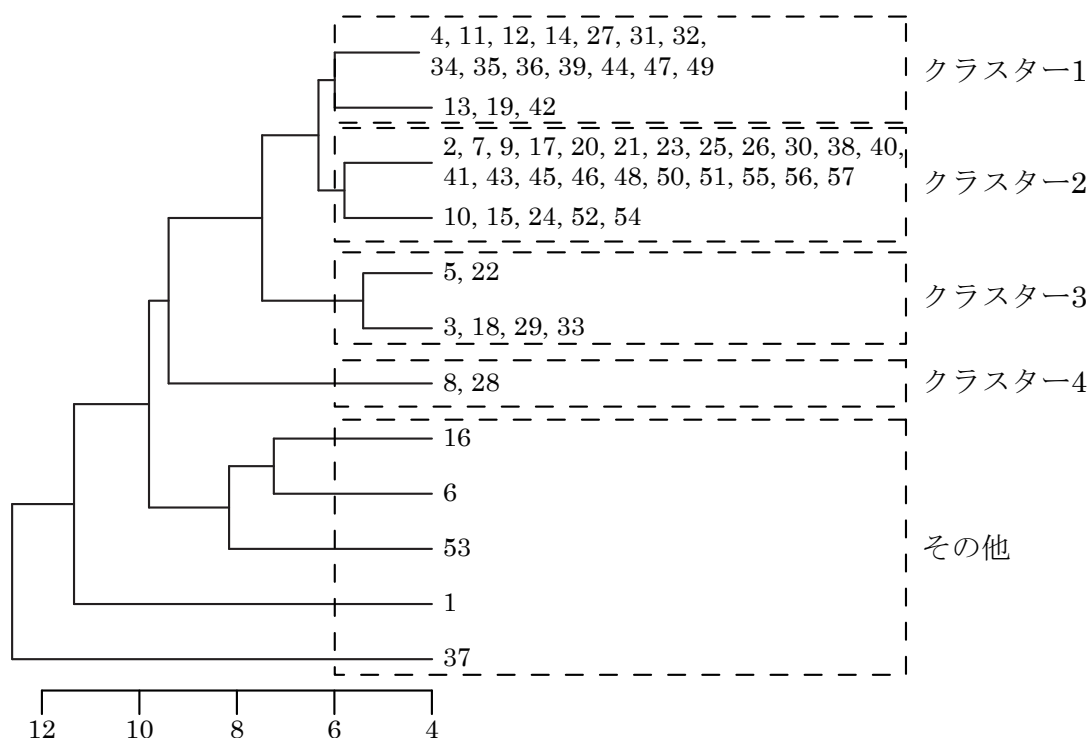 4, 11, 12, 14, 27, 31, 32,
34, 35, 36, 39, 44, 47, 49
クラスター1
13, 19, 42
2, 7, 9, 17, 20, 21, 23, 25, 26, 30, 38, 40,
41, 43, 45, 46, 48, 50, 51, 55, 56, 57
クラスター2
10, 15, 24, 52, 54
5, 22
クラスター3
3, 18, 29, 33
8, 28
クラスター4
16
6
53
その他
1
37
12 10 8 6 4